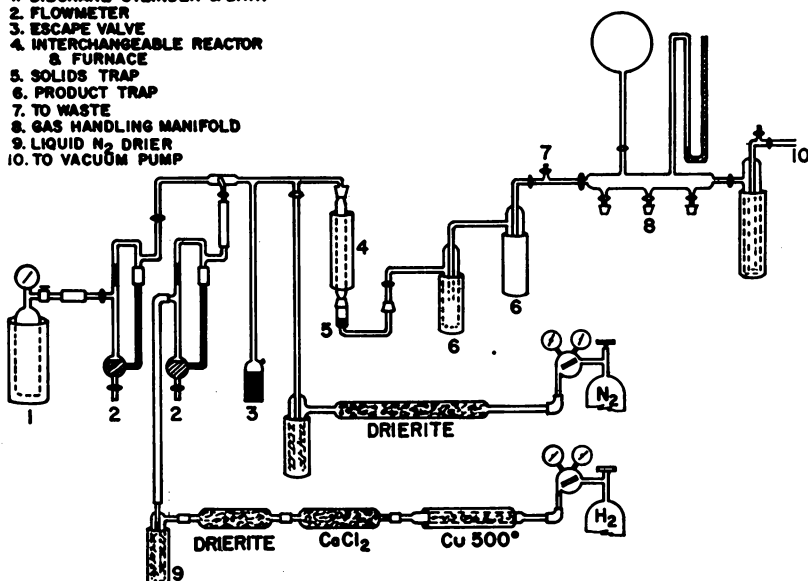 2. FLOWMETER
3. ESCAPE VALVE
4. INTERCHANGEABLE REACTOR
& FURNACE
5. SOLIDS TRAP
6. PRODUCT TRAP
7. TO WASTE
8. GAS HANDLING MANIFOLD
9. LIQUID N2 DRIER
10. TO VACUUM PUMP
7
10
4
8
5
6
6
1
2
2
3
N2
DRIERITE
H2
DRIERITE
CaCl2
Cu 500°
9